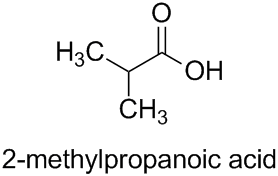 O
H₃C
OH
CH₃
2-methylpropanoic acid